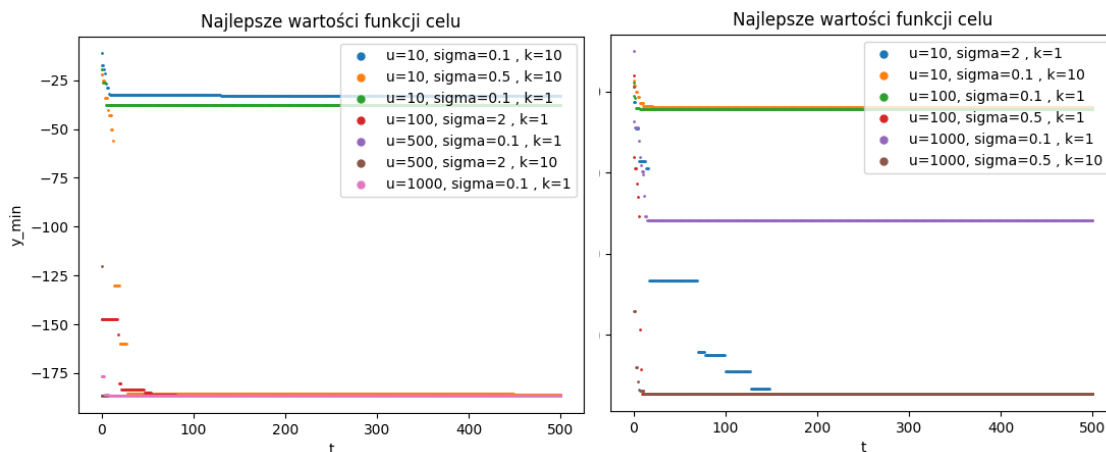 Najlepsze wartości funkcji celu
u=10, sigma=0.1 , k=10
u=10, sigma=0.5 , k=10
u=10, sigma=0.1 , k=1
u=100, sigma=2 , k=1
u=500, sigma=0.1 , k=1
u=500, sigma=2 , k=10
u=1000, sigma=0.1 , k=1
y_min
−25
−50
−75
−100
−125
−150
−175
0 100 200 300 400 500
t
Najlepsze wartości funkcji celu
u=10, sigma=2 , k=1
u=10, sigma=0.1 , k=10
u=100, sigma=0.1 , k=1
u=100, sigma=0.5 , k=1
u=1000, sigma=0.1 , k=1
u=1000, sigma=0.5 , k=10
0 100 200 300 400 500
t